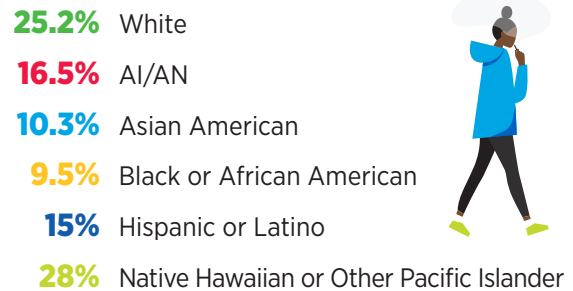 25.2% White
16.5% AI/AN
10.3% Asian American
9.5% Black or African American
15% Hispanic or Latino
28% Native Hawaiian or Other Pacific Islander